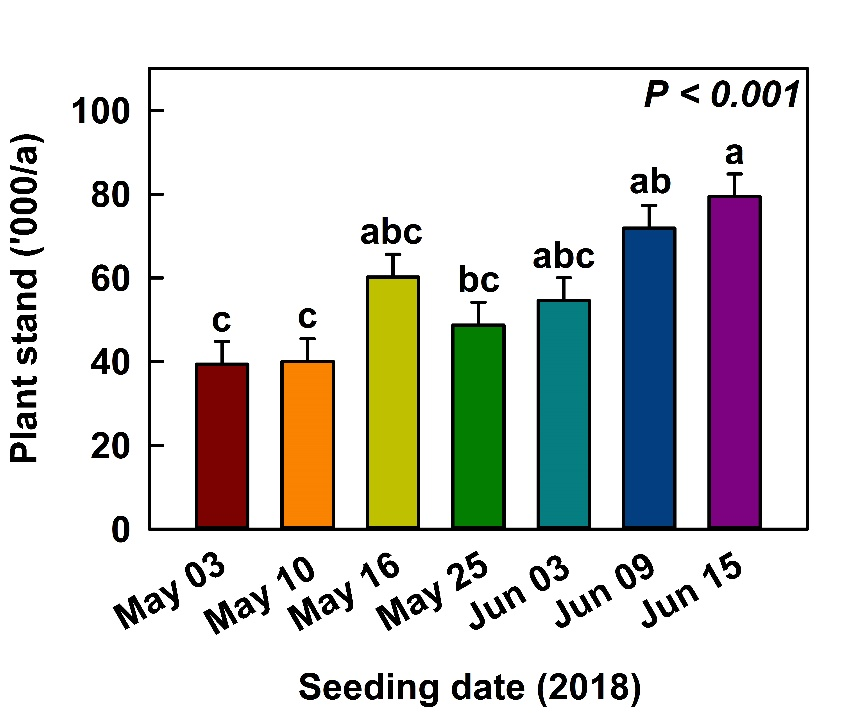 P < 0.001
Plant stand ('000/a)
100
80
60
40
20
0
c
c
abc
bc
abc
ab
a
May 03
May 10
May 16
May 25
Jun 03
Jun 09
Jun 15
Seeding date (2018)